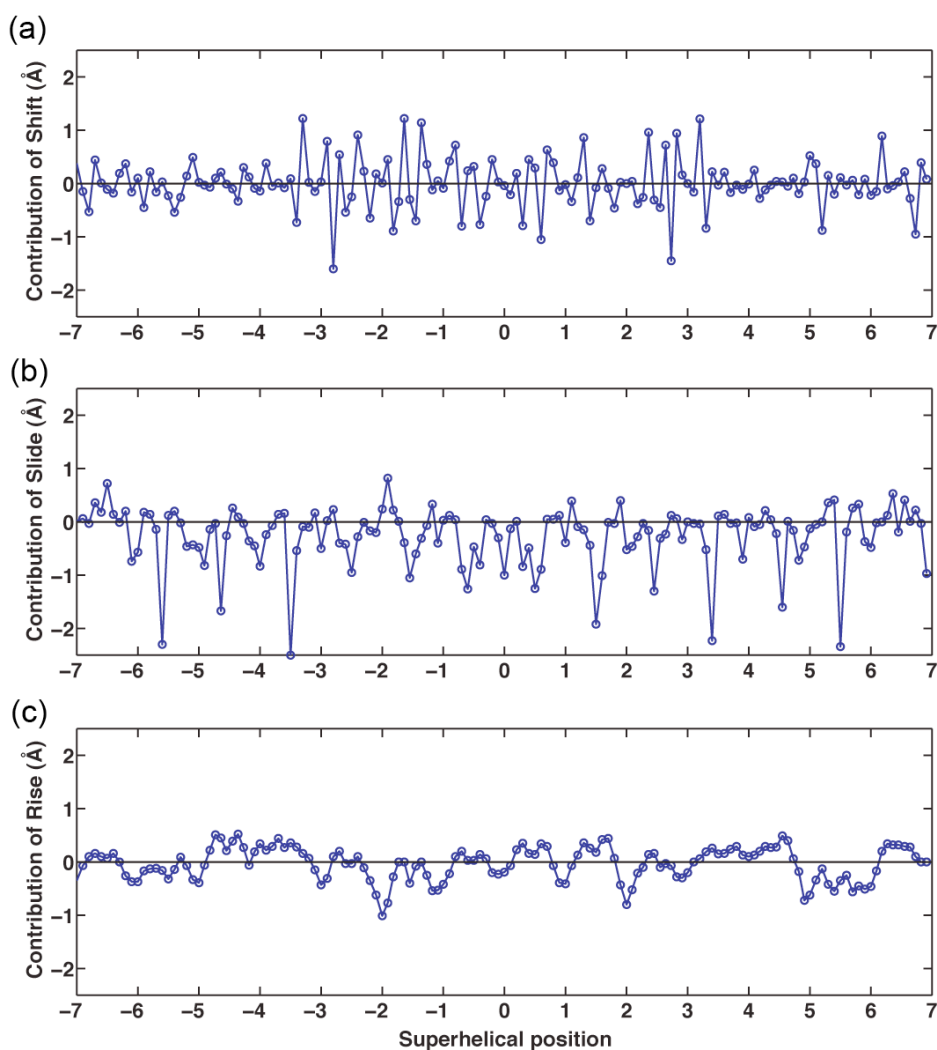 (a)
Contribution of Shift (Å)
2
1
0
−1
−2
−7 −6 −5 −4 −3 −2 −1 0 1 2 3 4 5 6 7
(b)
Contribution of Slide (Å)
2
1
0
−1
−2
−7 −6 −5 −4 −3 −2 −1 0 1 2 3 4 5 6 7
(c)
Contribution of Rise (Å)
2
1
0
−1
−2
−7 −6 −5 −4 −3 −2 −1 0 1 2 3 4 5 6 7
Superhelical position